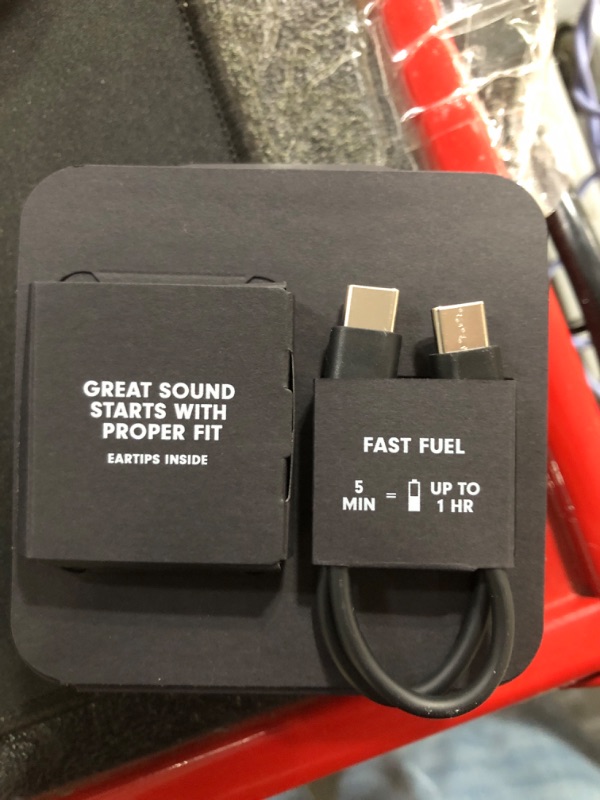 GREAT SOUND
STARTS WITH
PROPER FIT
EARTIPS INSIDE
FAST FUEL
5
MIN
=
UP TO
1 HR